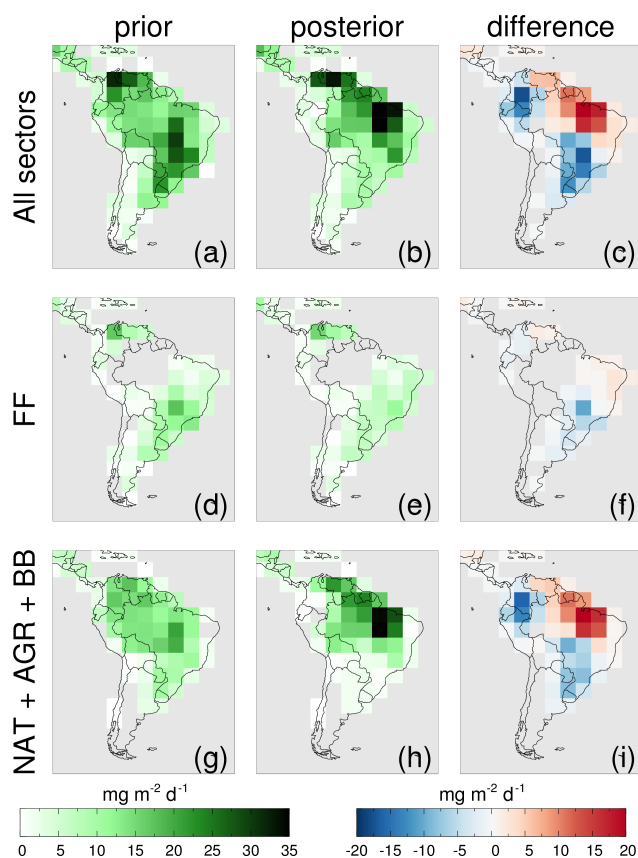 prior posterior difference
All sectors
(a) (b) (c)
FF
(d) (e) (f)
NAT + AGR + BB
(g) (h) (i)
mg m⁻² d⁻¹ mg m⁻² d⁻¹
0 5 10 15 20 25 30 35 -20 -15 -10 -5 0 5 10 15 20